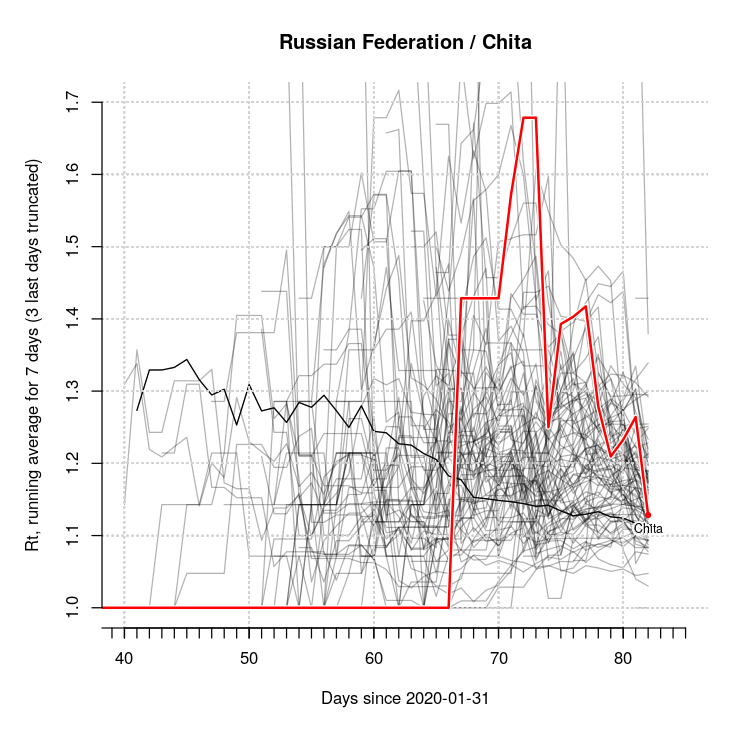 Russian Federation / Chita
Rt, running average for 7 days (3 last days truncated)
1.7
1.6
1.5
1.4
1.3
1.2
1.1
1.0
Chita
40 50 60 70 80
Days since 2020-01-31